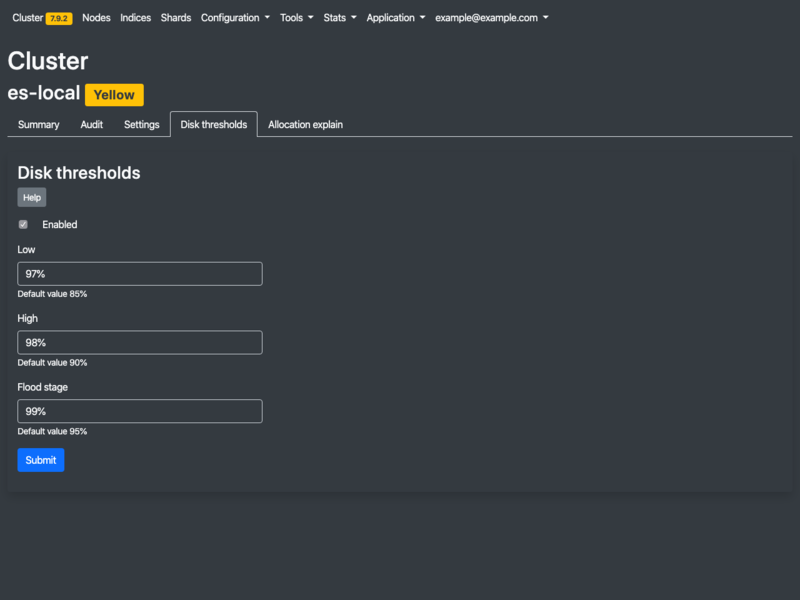 Cluster 7.9.2 Nodes Indices Shards Configuration Tools Stats Application example@example.com
Cluster
es-local Yellow
Summary Audit Settings Disk thresholds Allocation explain
Disk thresholds
Help
Enabled
Low
97%
Default value 85%
High
98%
Default value 90%
Flood stage
99%
Default value 95%
Submit